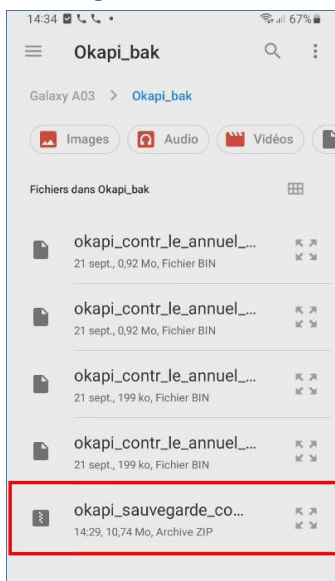 14:34 67%
Okapi_bak
Galaxy A03 > Okapi_bak
Images Audio Vidéos
Fichiers dans Okapi_bak
okapi_contr_le_annuel_...
21 sept., 0,92 Mo, Fichier BIN
okapi_contr_le_annuel_...
21 sept., 0,92 Mo, Fichier BIN
okapi_contr_le_annuel_...
21 sept., 199 ko, Fichier BIN
okapi_contr_le_annuel_...
21 sept., 199 ko, Fichier BIN
okapi_sauvegarde_co...
14:29, 10,74 Mo, Archive ZIP